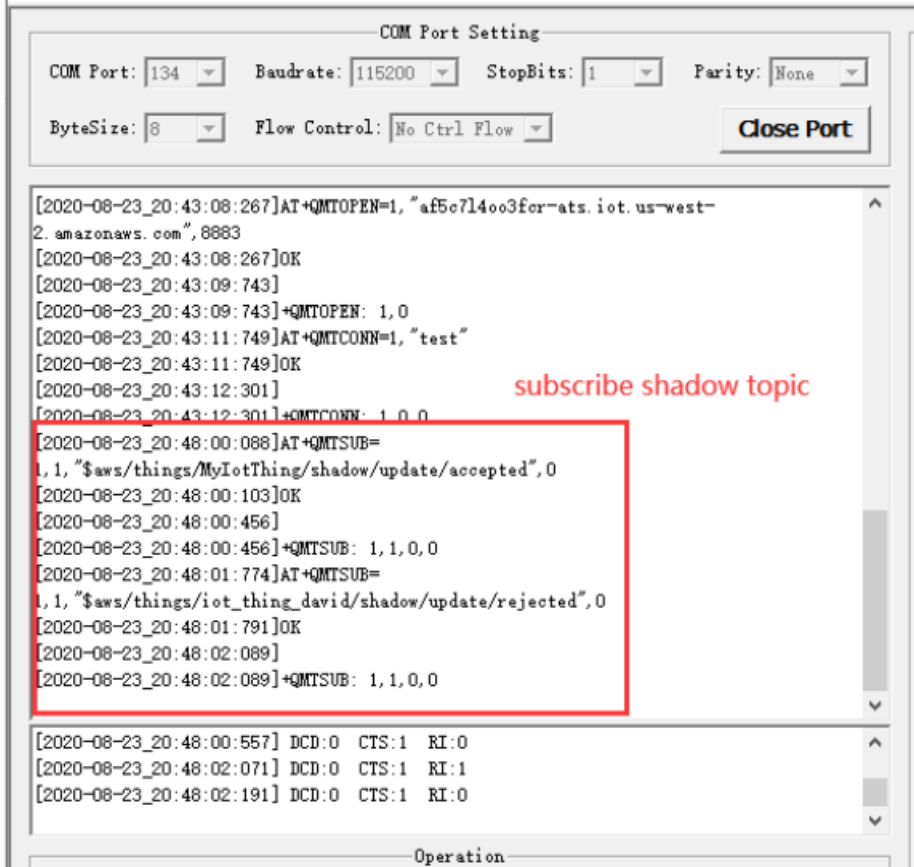 COM Port Setting
COM Port: 134 Baudrate: 115200 StopBits: 1 Parity: None
ByteSize: 8 Flow Control: No Ctrl Flow Close Port
[2020-08-23_20:43:08:267]AT+QMTOPEN=1,"af5c7l4oo3fcr-ats.iot.us-west-
2.amazonaws.com",8883
[2020-08-23_20:43:08:267]OK
[2020-08-23_20:43:09:743]
[2020-08-23_20:43:09:743]+QMTOPEN: 1,0
[2020-08-23_20:43:11:749]AT+QMTCONN=1,"test"
[2020-08-23_20:43:11:749]OK
[2020-08-23_20:43:12:301]
subscribe shadow topic
[2020-08-23_20:43:12:301]+QMTCONN: 1,0,0
[2020-08-23_20:48:00:088]AT+QMTSUB=
1,1,"$aws/things/MyIotThing/shadow/update/accepted",0
[2020-08-23_20:48:00:103]OK
[2020-08-23_20:48:00:456]
[2020-08-23_20:48:00:456]+QMTSUB: 1,1,0,0
[2020-08-23_20:48:01:774]AT+QMTSUB=
1,1,"$aws/things/iot_thing_david/shadow/update/rejected",0
[2020-08-23_20:48:01:791]OK
[2020-08-23_20:48:02:089]
[2020-08-23_20:48:02:089]+QMTSUB: 1,1,0,0
[2020-08-23_20:48:00:557] DCD:0 CTS:1 RI:0
[2020-08-23_20:48:02:071] DCD:0 CTS:1 RI:1
[2020-08-23_20:48:02:191] DCD:0 CTS:1 RI:0
Operation